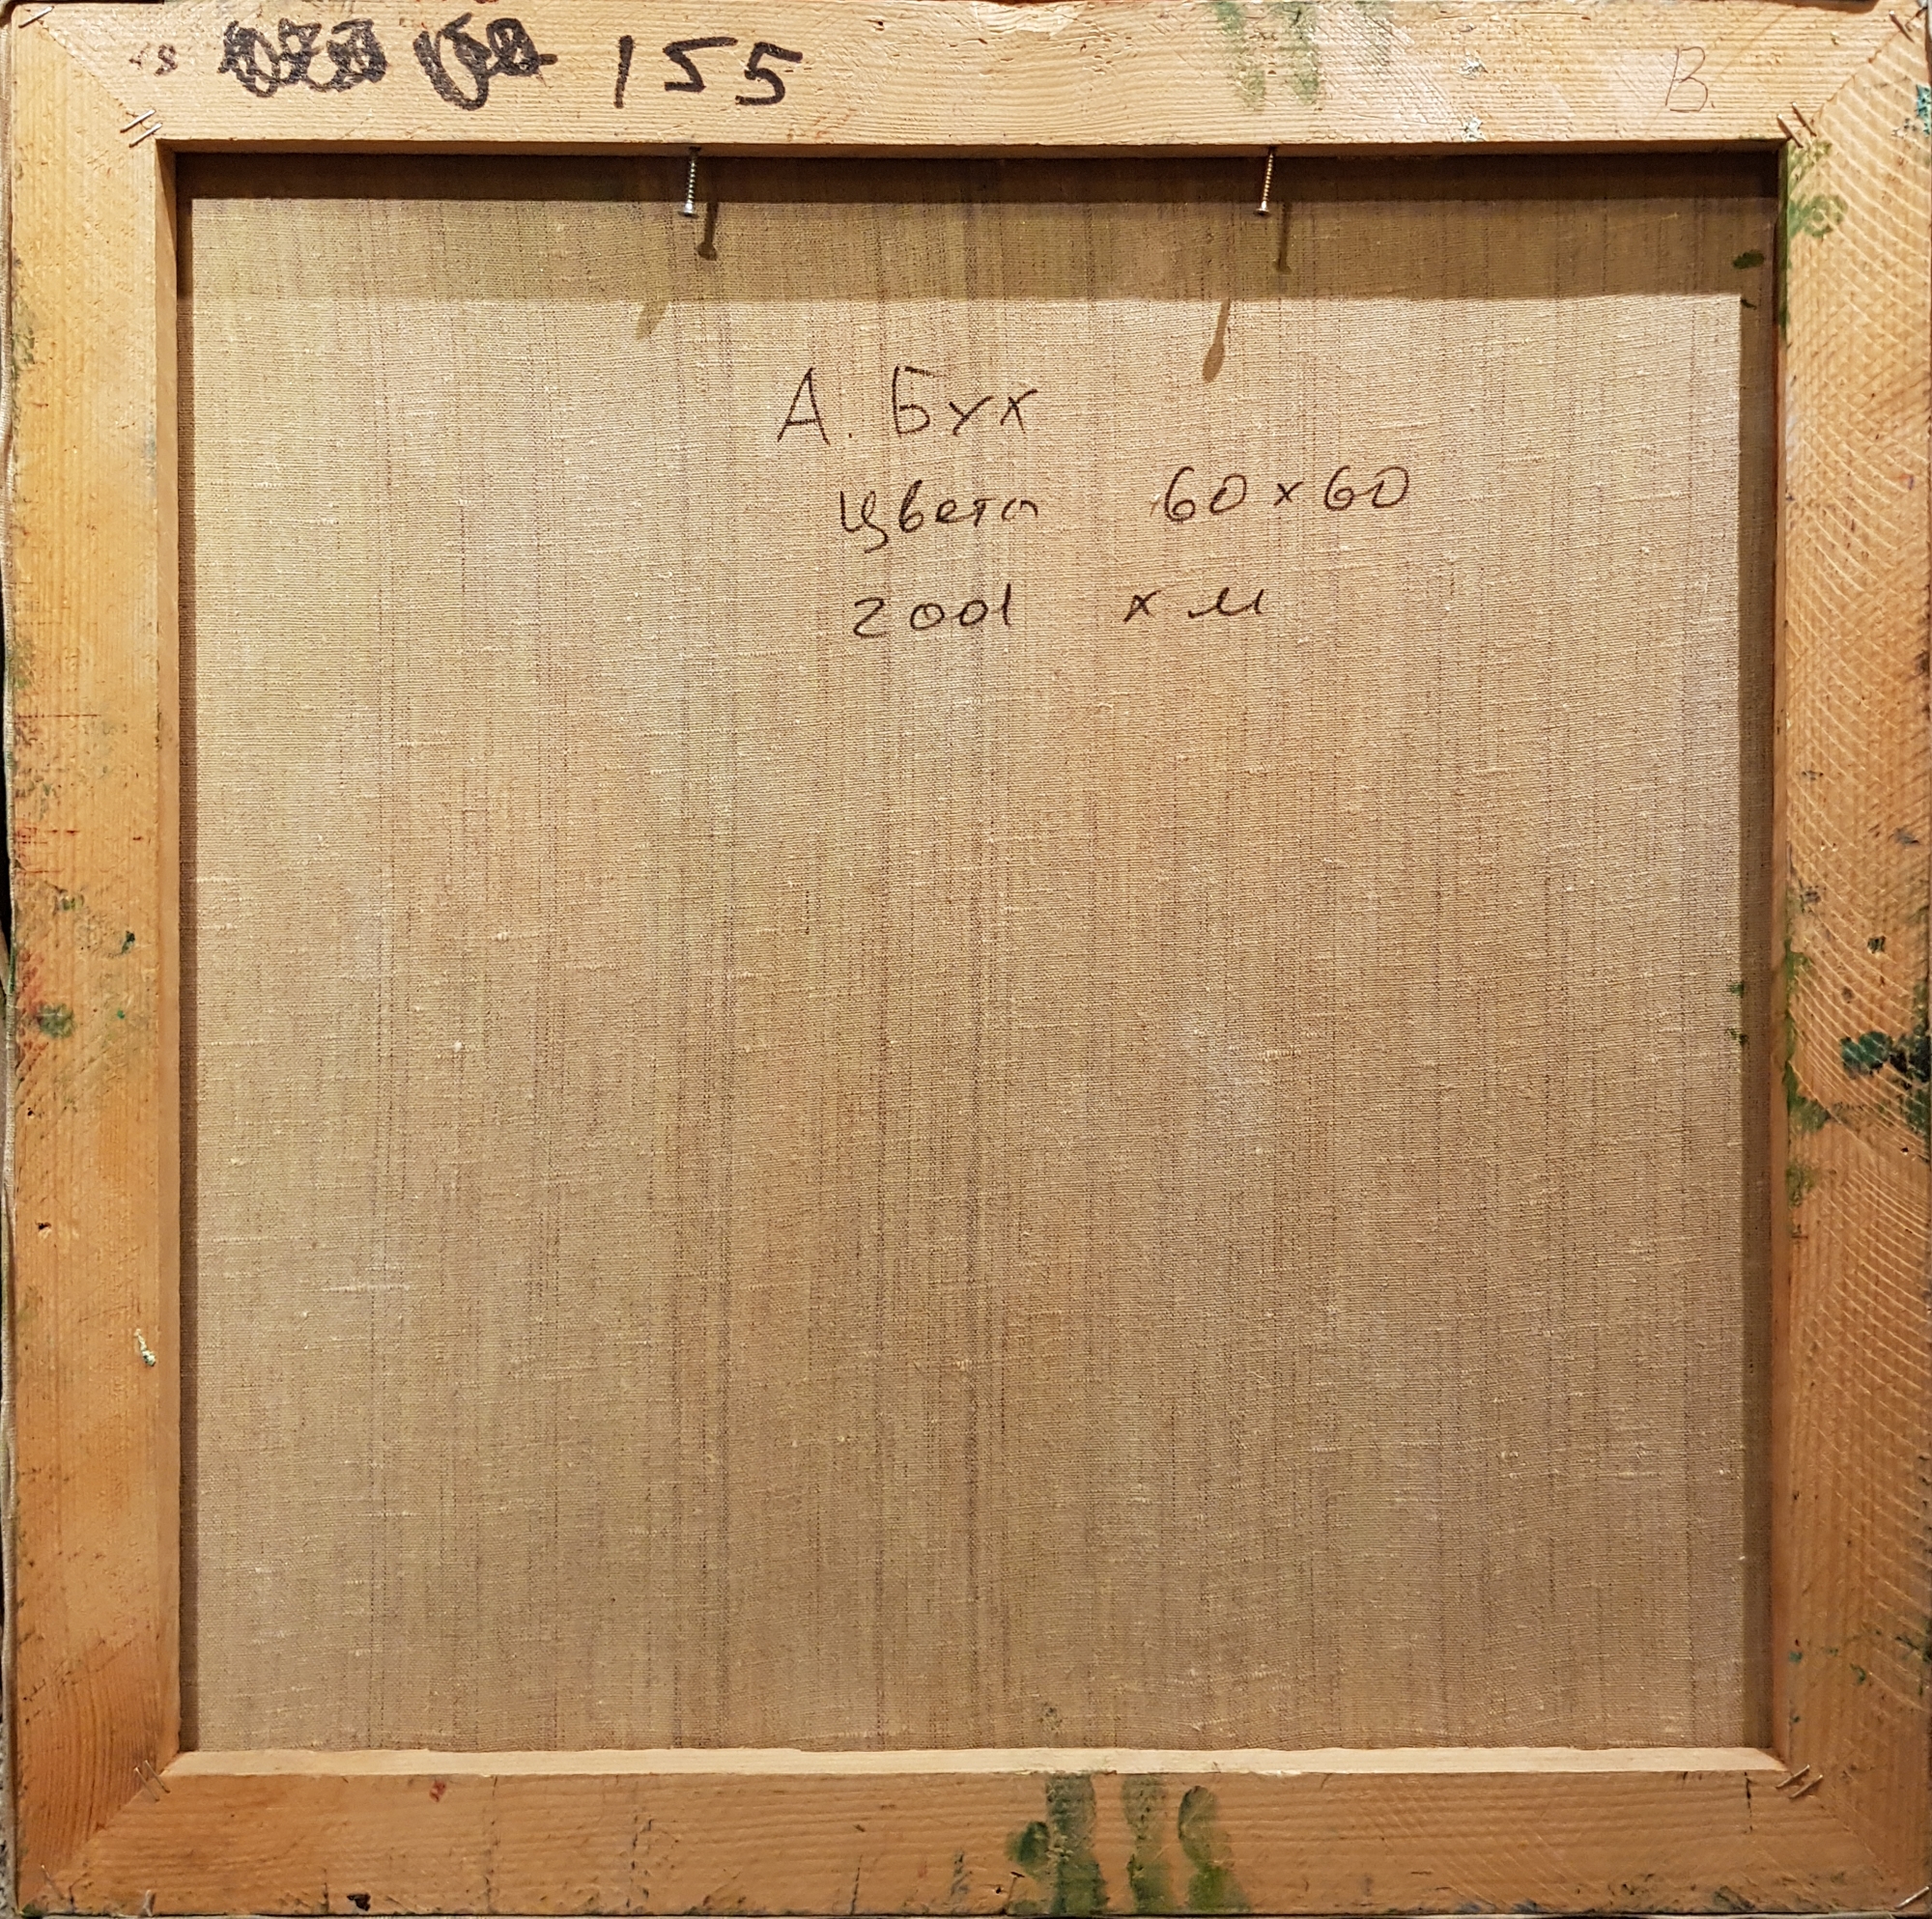 155 В.
А. Бух
Цвета 60 х 60
2001 х м